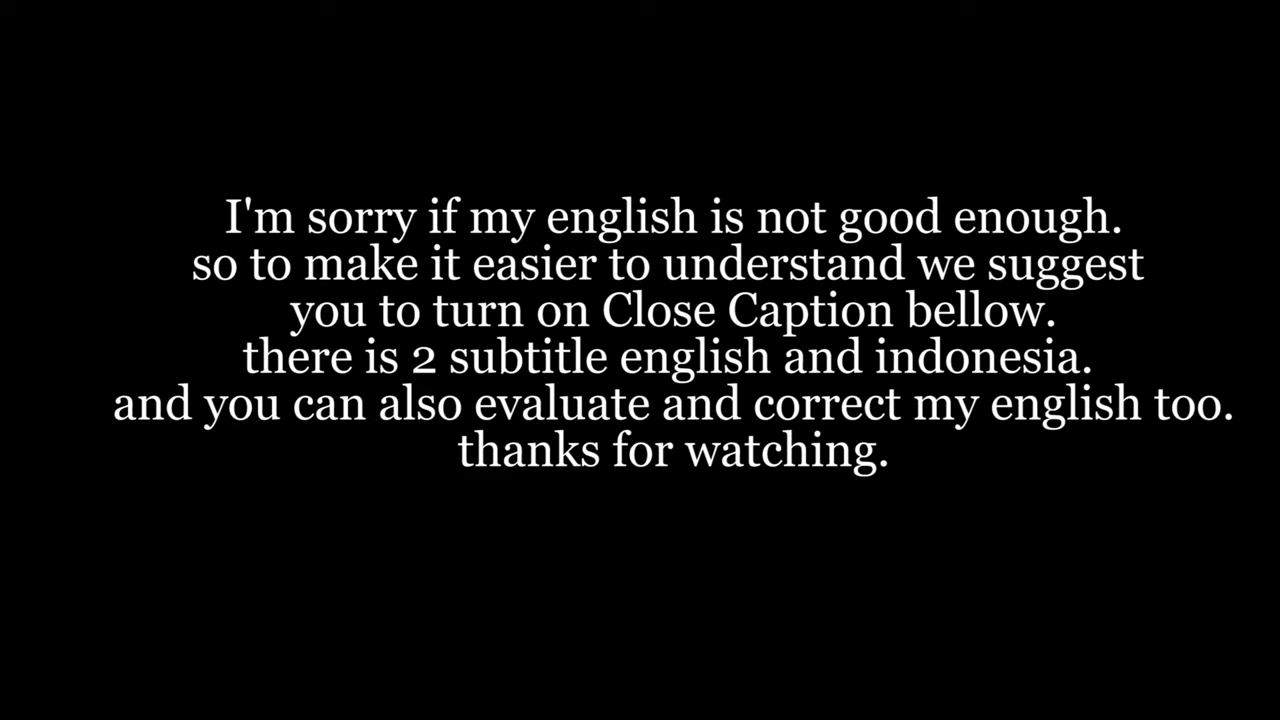 I'm sorry if my english is not good enough.
so to make it easier to understand we suggest
you to turn on Close Caption bellow.
there is 2 subtitle english and indonesia.
and you can also evaluate and correct my english too.
thanks for watching.